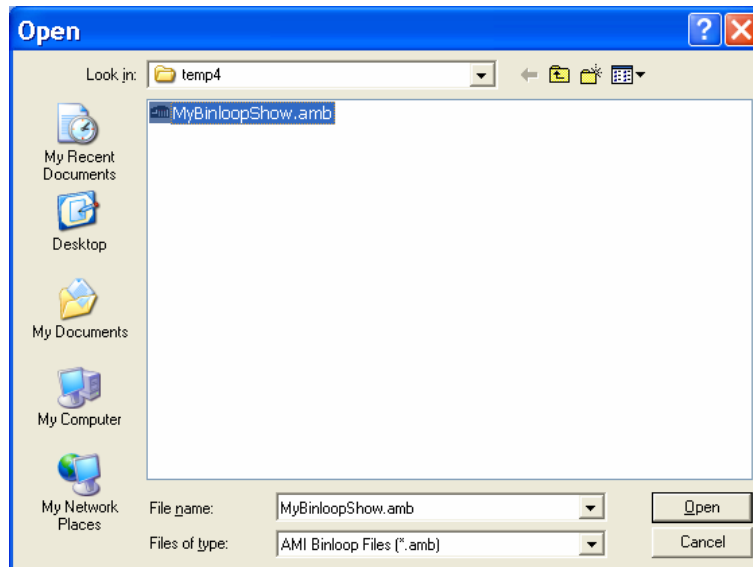 Open
Look in: temp4
MyBinloopShow.amb
My Recent
Documents
Desktop
My Documents
My Computer
My Network
Places
File name: MyBinloopShow.amb Open
Files of type: AMI Binloop Files (*.amb) Cancel